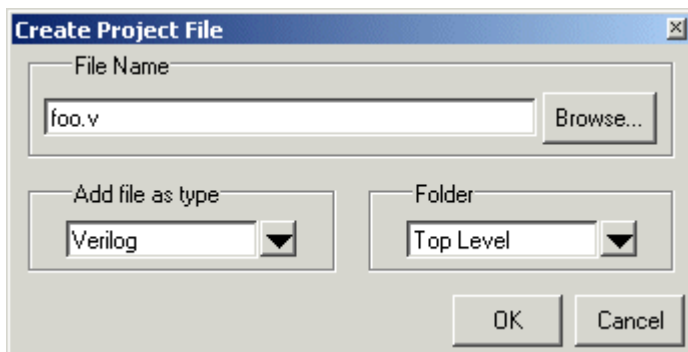 Create Project File
File Name
foo.v
Browse...
Add file as type
Folder
Verilog
Top Level
OK
Cancel